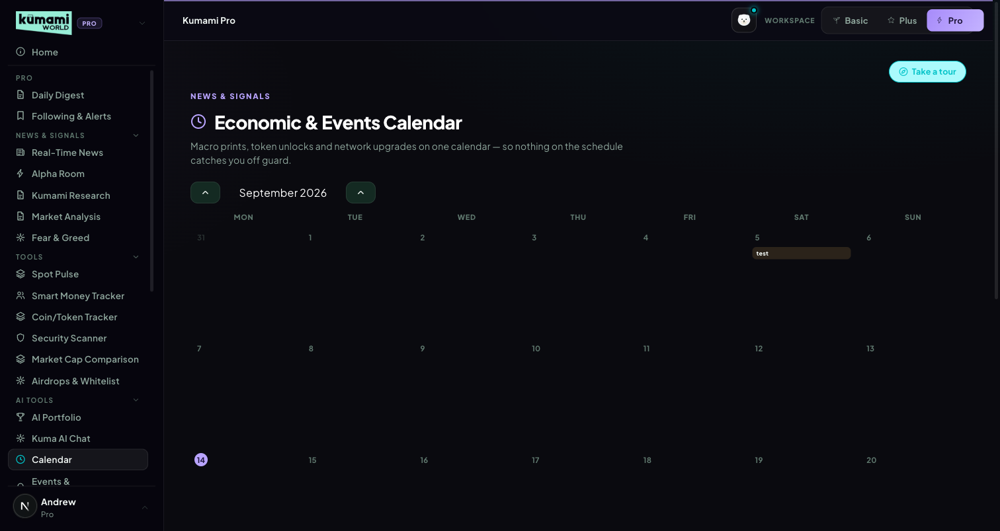 kumami
WORLD
PRO
Home
PRO
Daily Digest
Following & Alerts
NEWS & SIGNALS
Real-Time News
Alpha Room
Kumami Research
Market Analysis
Fear & Greed
TOOLS
Spot Pulse
Smart Money Tracker
Coin/Token Tracker
Security Scanner
Market Cap Comparison
Airdrops & Whitelist
AI TOOLS
AI Portfolio
Kuma AI Chat
Calendar
Events &
N
Andrew
Pro
Kumami Pro
WORKSPACE
Basic
Plus
Pro
Take a tour
NEWS & SIGNALS
Economic & Events Calendar
Macro prints, token unlocks and network upgrades on one calendar — so nothing on the schedule
catches you off guard.
September 2026
MON TUE WED THU FRI SAT SUN
31 1 2 3 4 5 6
test
7 8 9 10 11 12 13
14 15 16 17 18 19 20